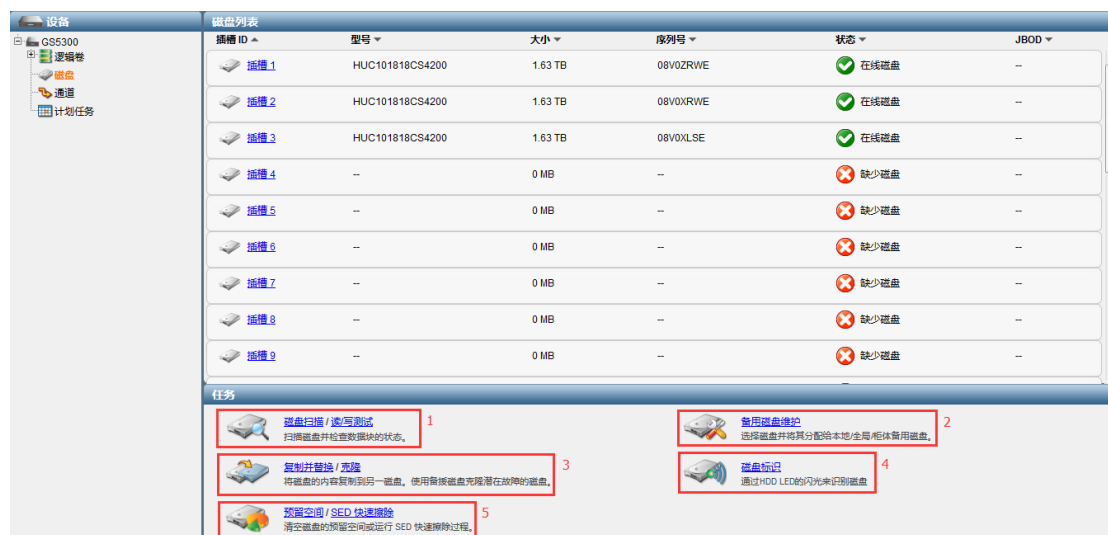 设备
GS5300
逻辑卷
磁盘
通道
计划任务
磁盘列表
插槽 ID 型号 大小 序列号 状态 JBOD
插槽 1 HUC101818CS4200 1.63 TB 08V0ZRWE 在线磁盘 --
插槽 2 HUC101818CS4200 1.63 TB 08V0XRWE 在线磁盘 --
插槽 3 HUC101818CS4200 1.63 TB 08V0XLSE 在线磁盘 --
插槽 4 -- 0 MB -- 缺少磁盘 --
插槽 5 -- 0 MB -- 缺少磁盘 --
插槽 6 -- 0 MB -- 缺少磁盘 --
插槽 7 -- 0 MB -- 缺少磁盘 --
插槽 8 -- 0 MB -- 缺少磁盘 --
插槽 9 -- 0 MB -- 缺少磁盘 --
任务
磁盘扫描 / 读/写测试 1
扫描磁盘并检查数据块的状态。
备用磁盘维护 2
选择磁盘并将其分配给本地/全局/柜体备用磁盘。
复制并替换 / 克隆 3
将磁盘的内容复制到另一磁盘。使用备援磁盘克隆潜在故障的磁盘。
磁盘标识 4
通过HDD LED的闪光来识别磁盘
预留空间 / SED 快速擦除 5
清空磁盘的预留空间或运行 SED 快速擦除过程。